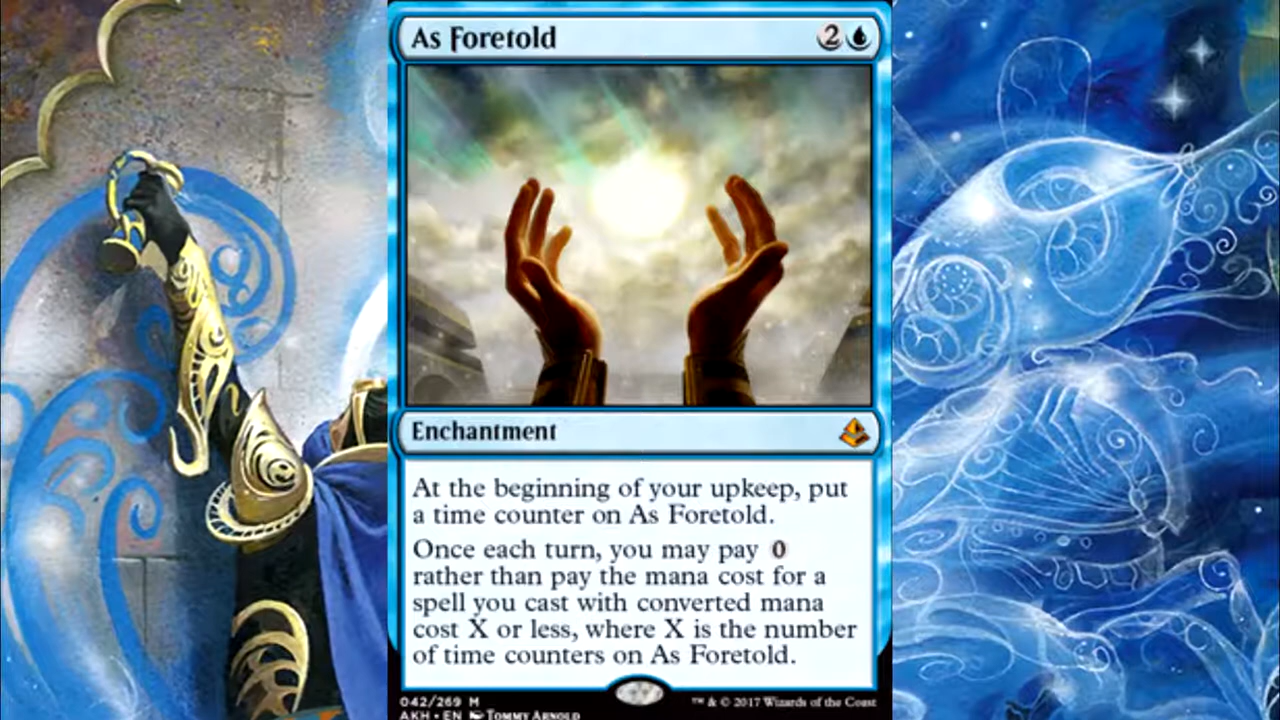 As Foretold 2
Enchantment
At the beginning of your upkeep, put
a time counter on As Foretold.
Once each turn, you may pay 0
rather than pay the mana cost for a
spell you cast with converted mana
cost X or less, where X is the number
of time counters on As Foretold.
042/269 M ™ & © 2017 Wizards of the Coast
AKH • EN Tommy Arnold